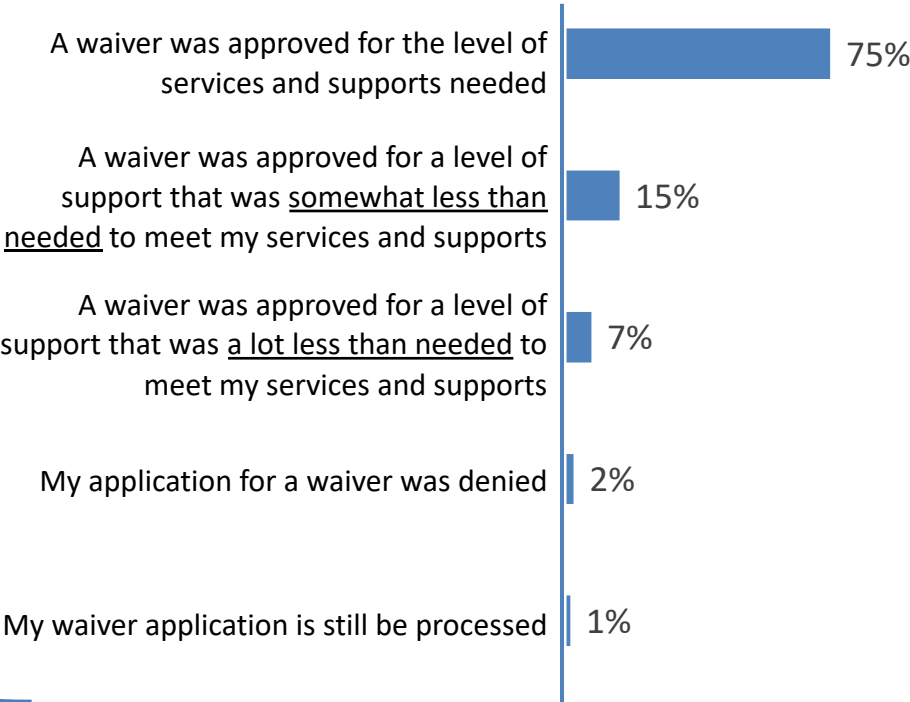 A waiver was approved for the level of
services and supports needed
75%
A waiver was approved for a level of
support that was somewhat less than
needed to meet my services and supports
15%
A waiver was approved for a level of
support that was a lot less than needed to
meet my services and supports
7%
My application for a waiver was denied
2%
My waiver application is still be processed
1%